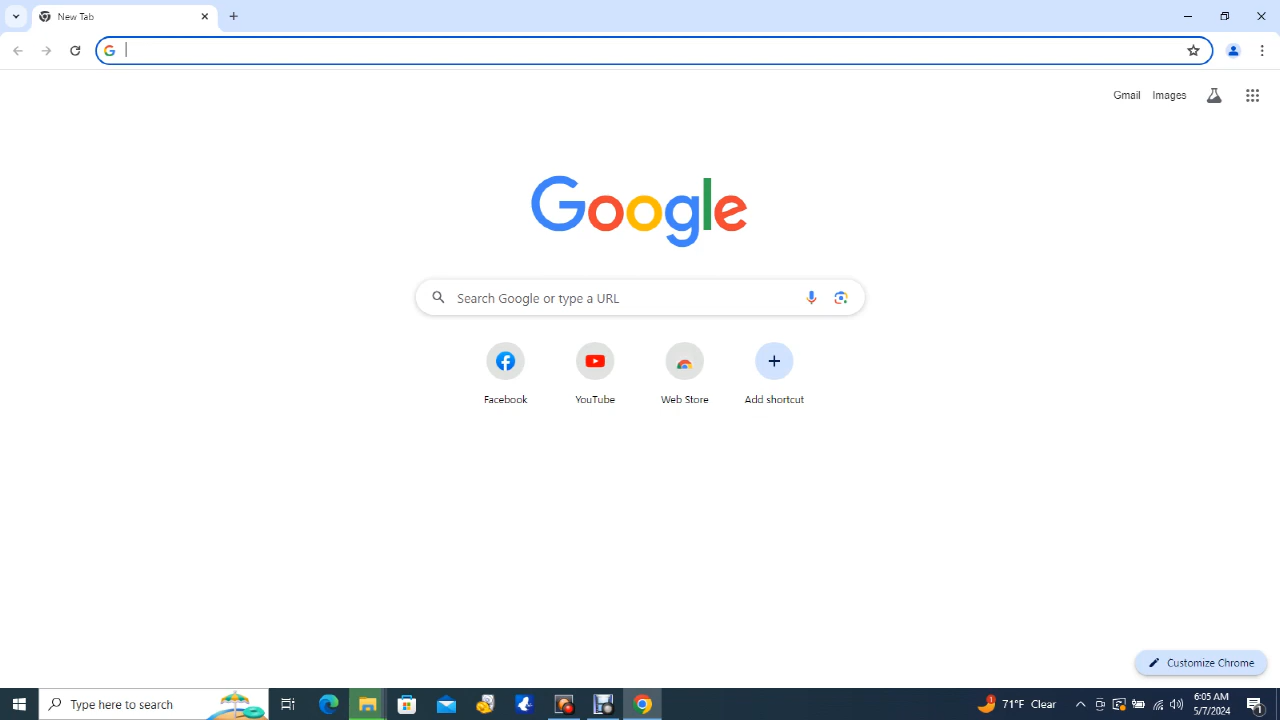 New Tab
Gmail Images
Google
Search Google or type a URL
Facebook YouTube Web Store Add shortcut
Customize Chrome
Type here to search
71°F Clear
6:05 AM
5/7/2024
1